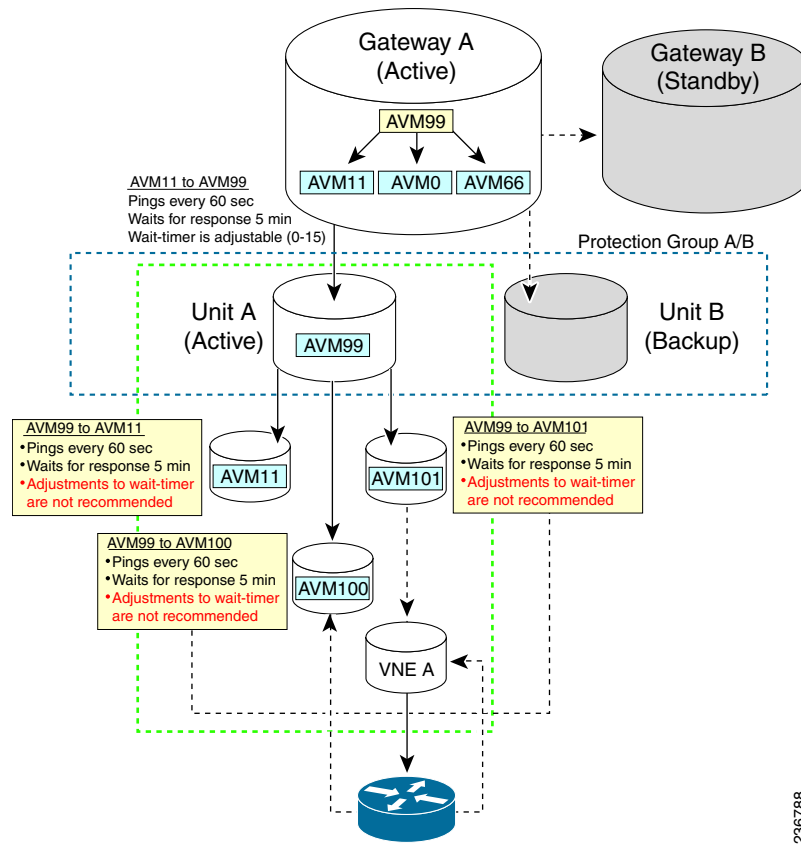 Gateway A
(Active)
Gateway B
(Standby)
AVM99
AVM11
AVM0
AVM66
AVM11 to AVM99
Pings every 60 sec
Waits for response 5 min
Wait-timer is adjustable (0-15)
Protection Group A/B
Unit A
(Active)
AVM99
Unit B
(Backup)
AVM99 to AVM11
•Pings every 60 sec
•Waits for response 5 min
•Adjustments to wait-timer
are not recommended
AVM11
AVM101
AVM99 to AVM101
•Pings every 60 sec
•Waits for response 5 min
•Adjustments to wait-timer
are not recommended
AVM99 to AVM100
•Pings every 60 sec
•Waits for response 5 min
•Adjustments to wait-timer
are not recommended
AVM100
VNE A
236788